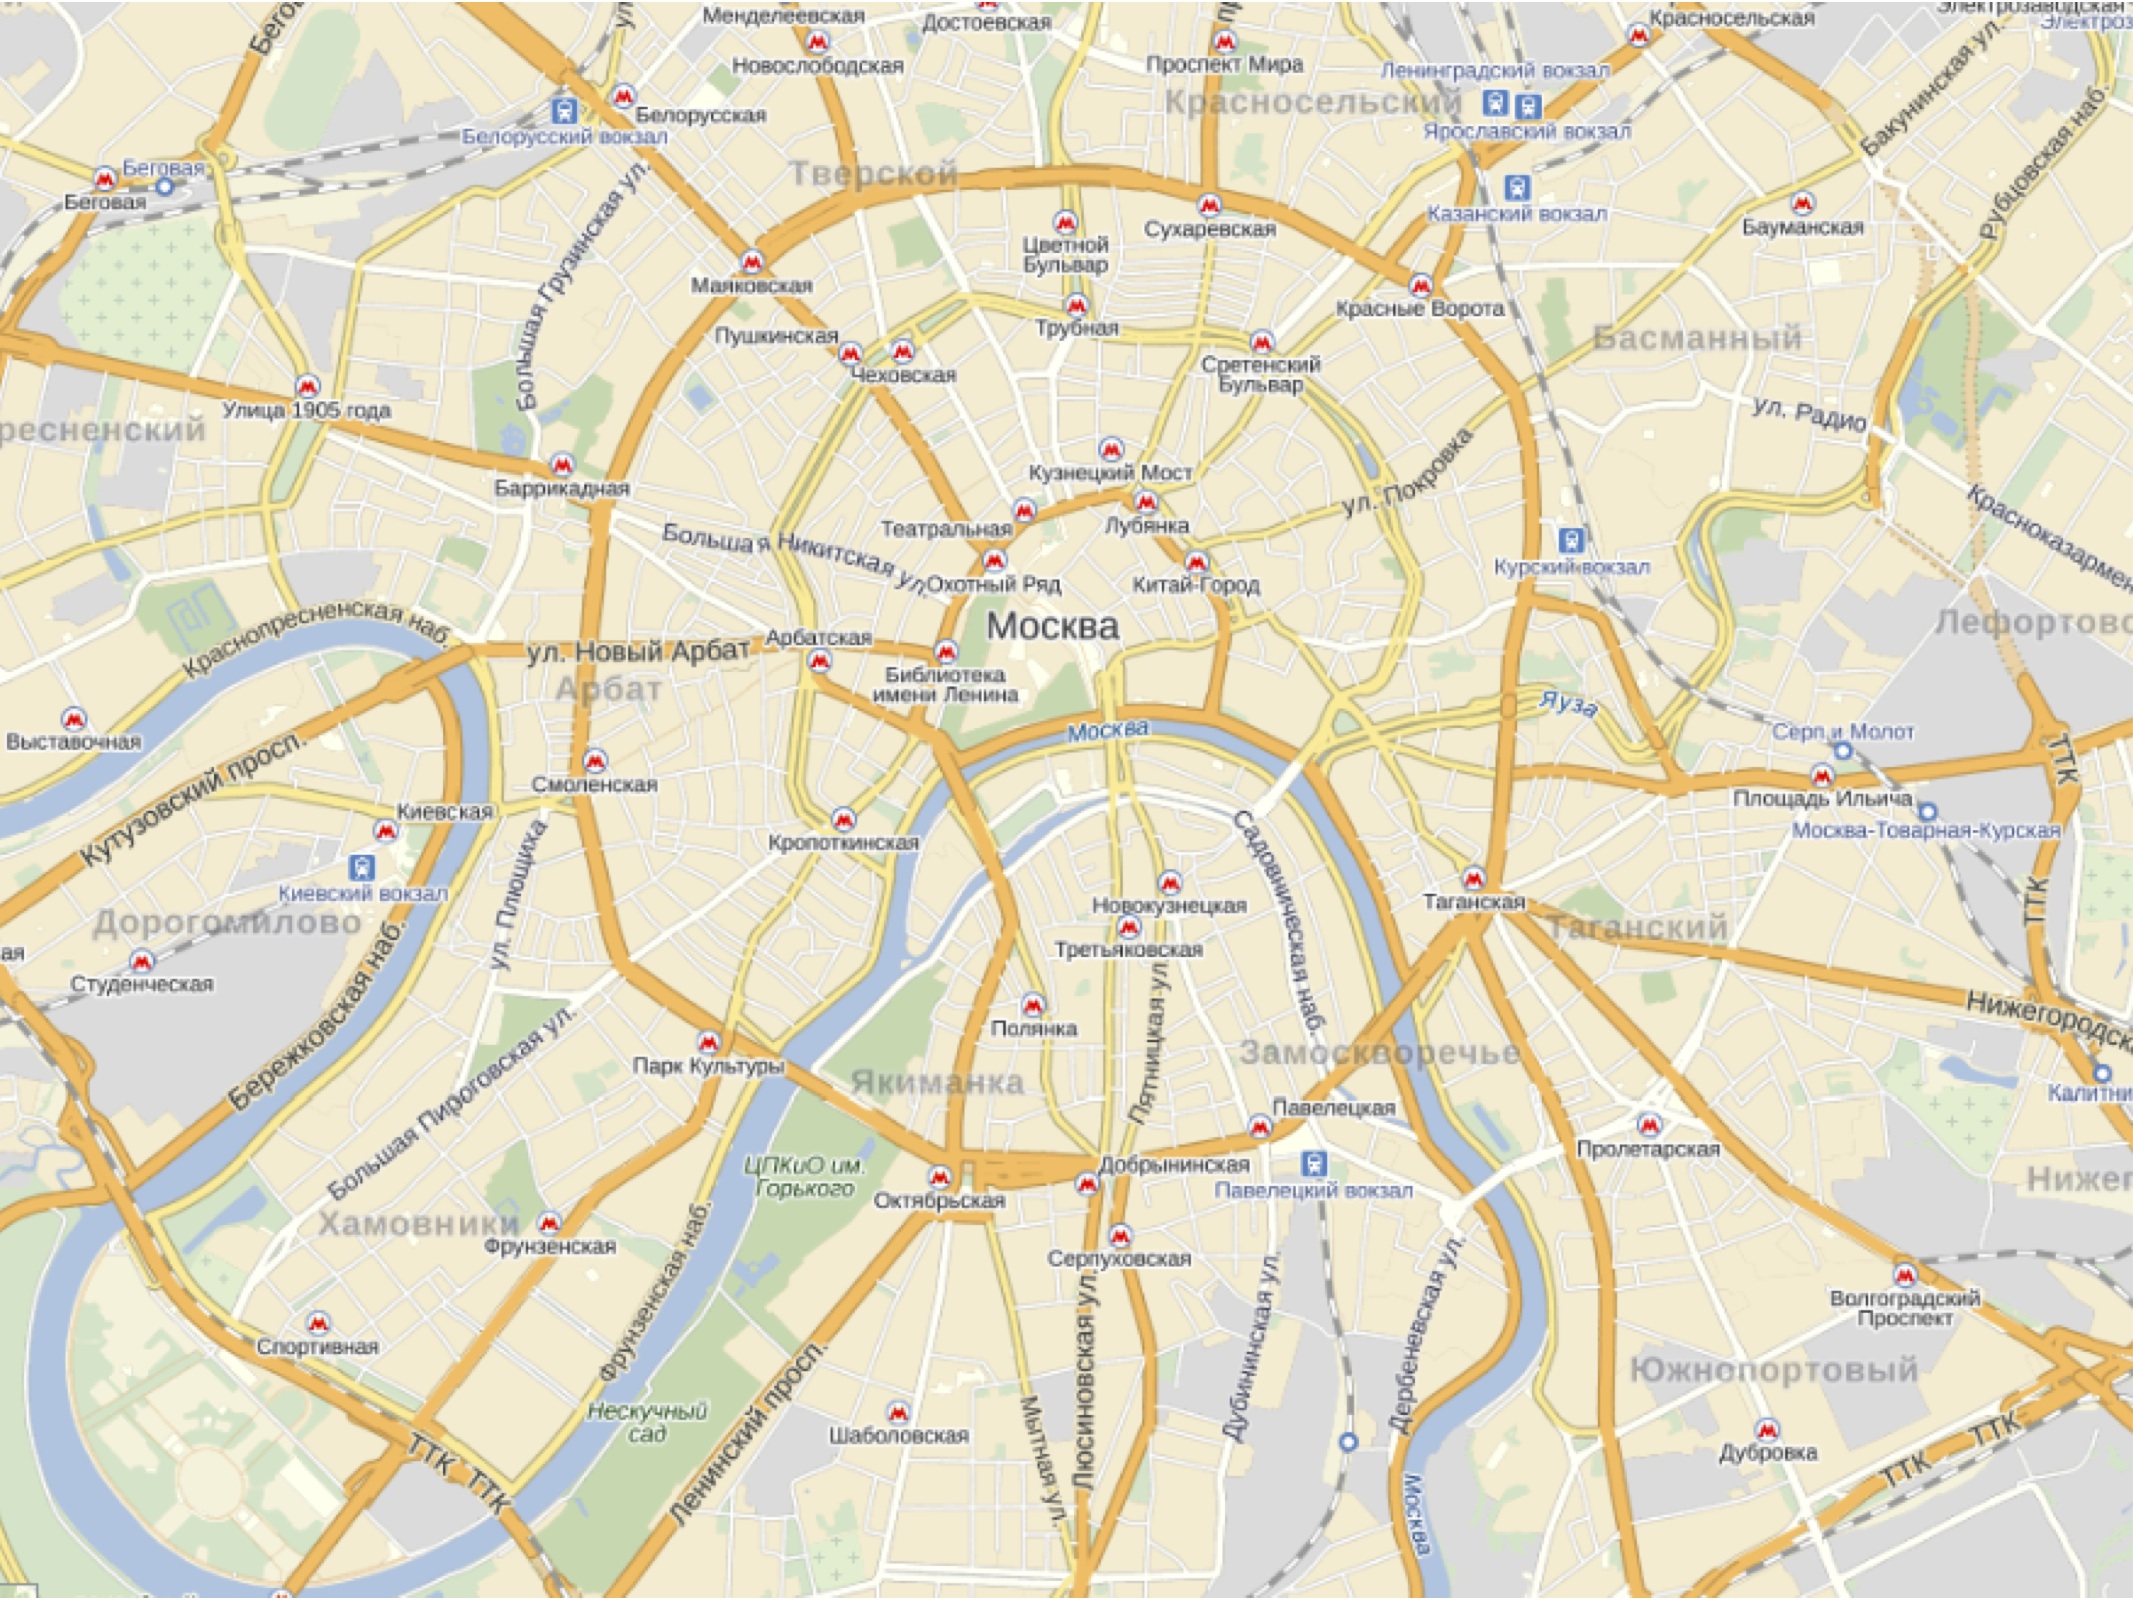 Менделеевская
Достоевская
Красносельская
Новослободская
Проспект Мира
Ленинградский вокзал
Красносельский
Ярославский вокзал
Бакунинская ул.
Рубцовская наб.
Белорусская
Белорусский вокзал
Беговая
Беговая
Тверской
Казанский вокзал
Бауманская
Сухаревская
Цветной
Бульвар
Большая Грузинская ул.
Маяковская
Красные Ворота
Трубная
Пушкинская
Чеховская
Сретенский
Бульвар
Басманный
Улица 1905 года
ул. Радио
ресненский
Кузнецкий Мост
ул. Покровка
Баррикадная
Театральная
Лубянка
Большая Никитская ул.
Охотный Ряд
Китай-Город
Курский вокзал
Красноказармен
Москва
Лефортово
Краснопресненская наб.
ул. Новый Арбат
Арбатская
Библиотека
имени Ленина
Арбат
Москва
Яуза
Выставочная
Серп и Молот
ТТК
Кутузовский просп.
Смоленская
Киевская
Площадь Ильича
Москва-Товарная-Курская
Кропоткинская
Киевский вокзал
ул. Плющиха
Садовническая наб.
Новокузнецкая
Таганская
ТТК
Дорогомилово
Таганский
Третьяковская
ая
Студенческая
Бережковская наб.
Полянка
Пятницкая ул.
Нижегородска
Замоскворечье
Парк Культуры
Якиманка
Калитни
Большая Пироговская ул.
Павелецкая
Пролетарская
ЦПКиО им.
Горького
Добрынинская
Октябрьская
Павелецкий вокзал
Нижег
Хамовники
Фрунзенская
Фрунзенская наб.
Серпуховская
Люсиновская ул.
Дубининская ул.
Дербеневская ул.
Волгоградский
Проспект
Спортивная
Южнопортовый
Нескучный
сад
Ленинский просп.
Шаболовская
Мытная ул.
Дубровка
ТТК
ТТК
ТТК
ТТК
Москва